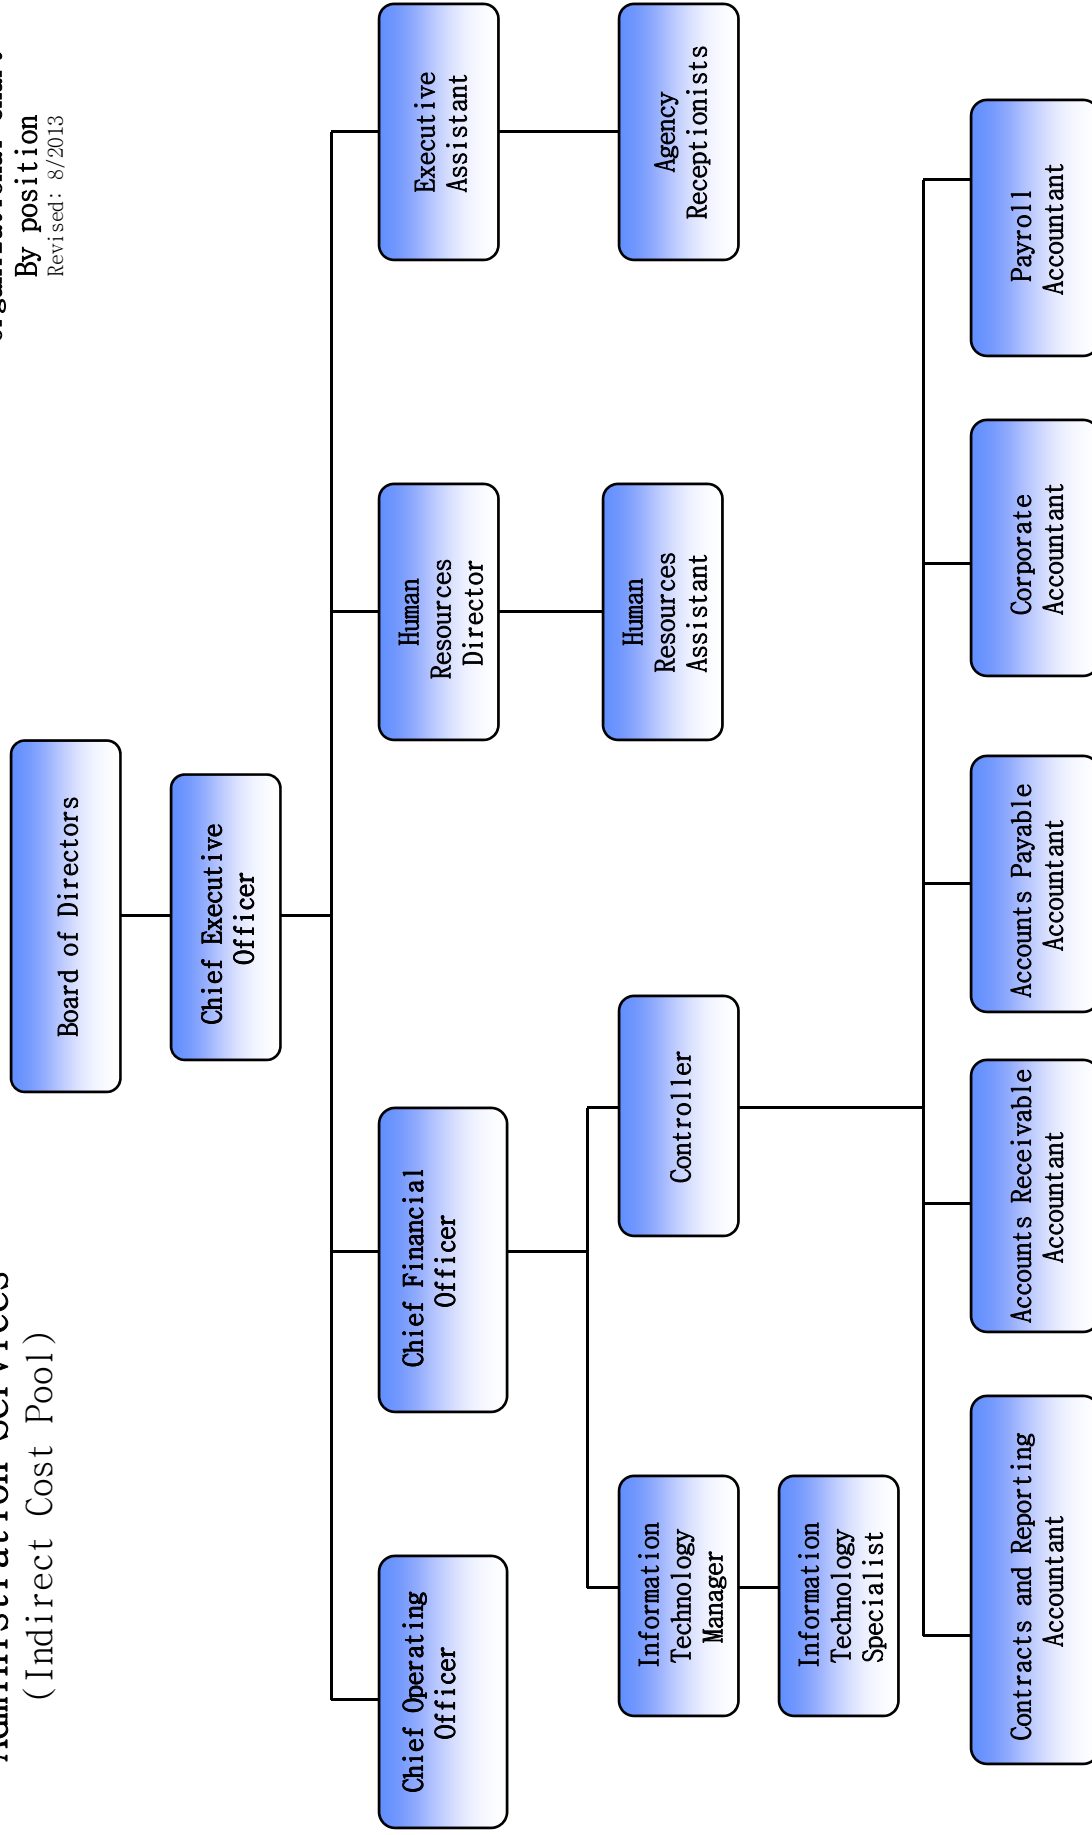 Administration Services
(Indirect Cost Pool)
By position
Revised: 8/2013
Board of Directors
Chief Executive
Officer
Chief Operating
Officer
Chief Financial
Officer
Human
Resources
Director
Executive
Assistant
Information
Technology
Manager
Controller
Human
Resources
Assistant
Agency
Receptionists
Information
Technology
Specialist
Contracts and Reporting
Accountant
Accounts Receivable
Accountant
Accounts Payable
Accountant
Corporate
Accountant
Payroll
Accountant